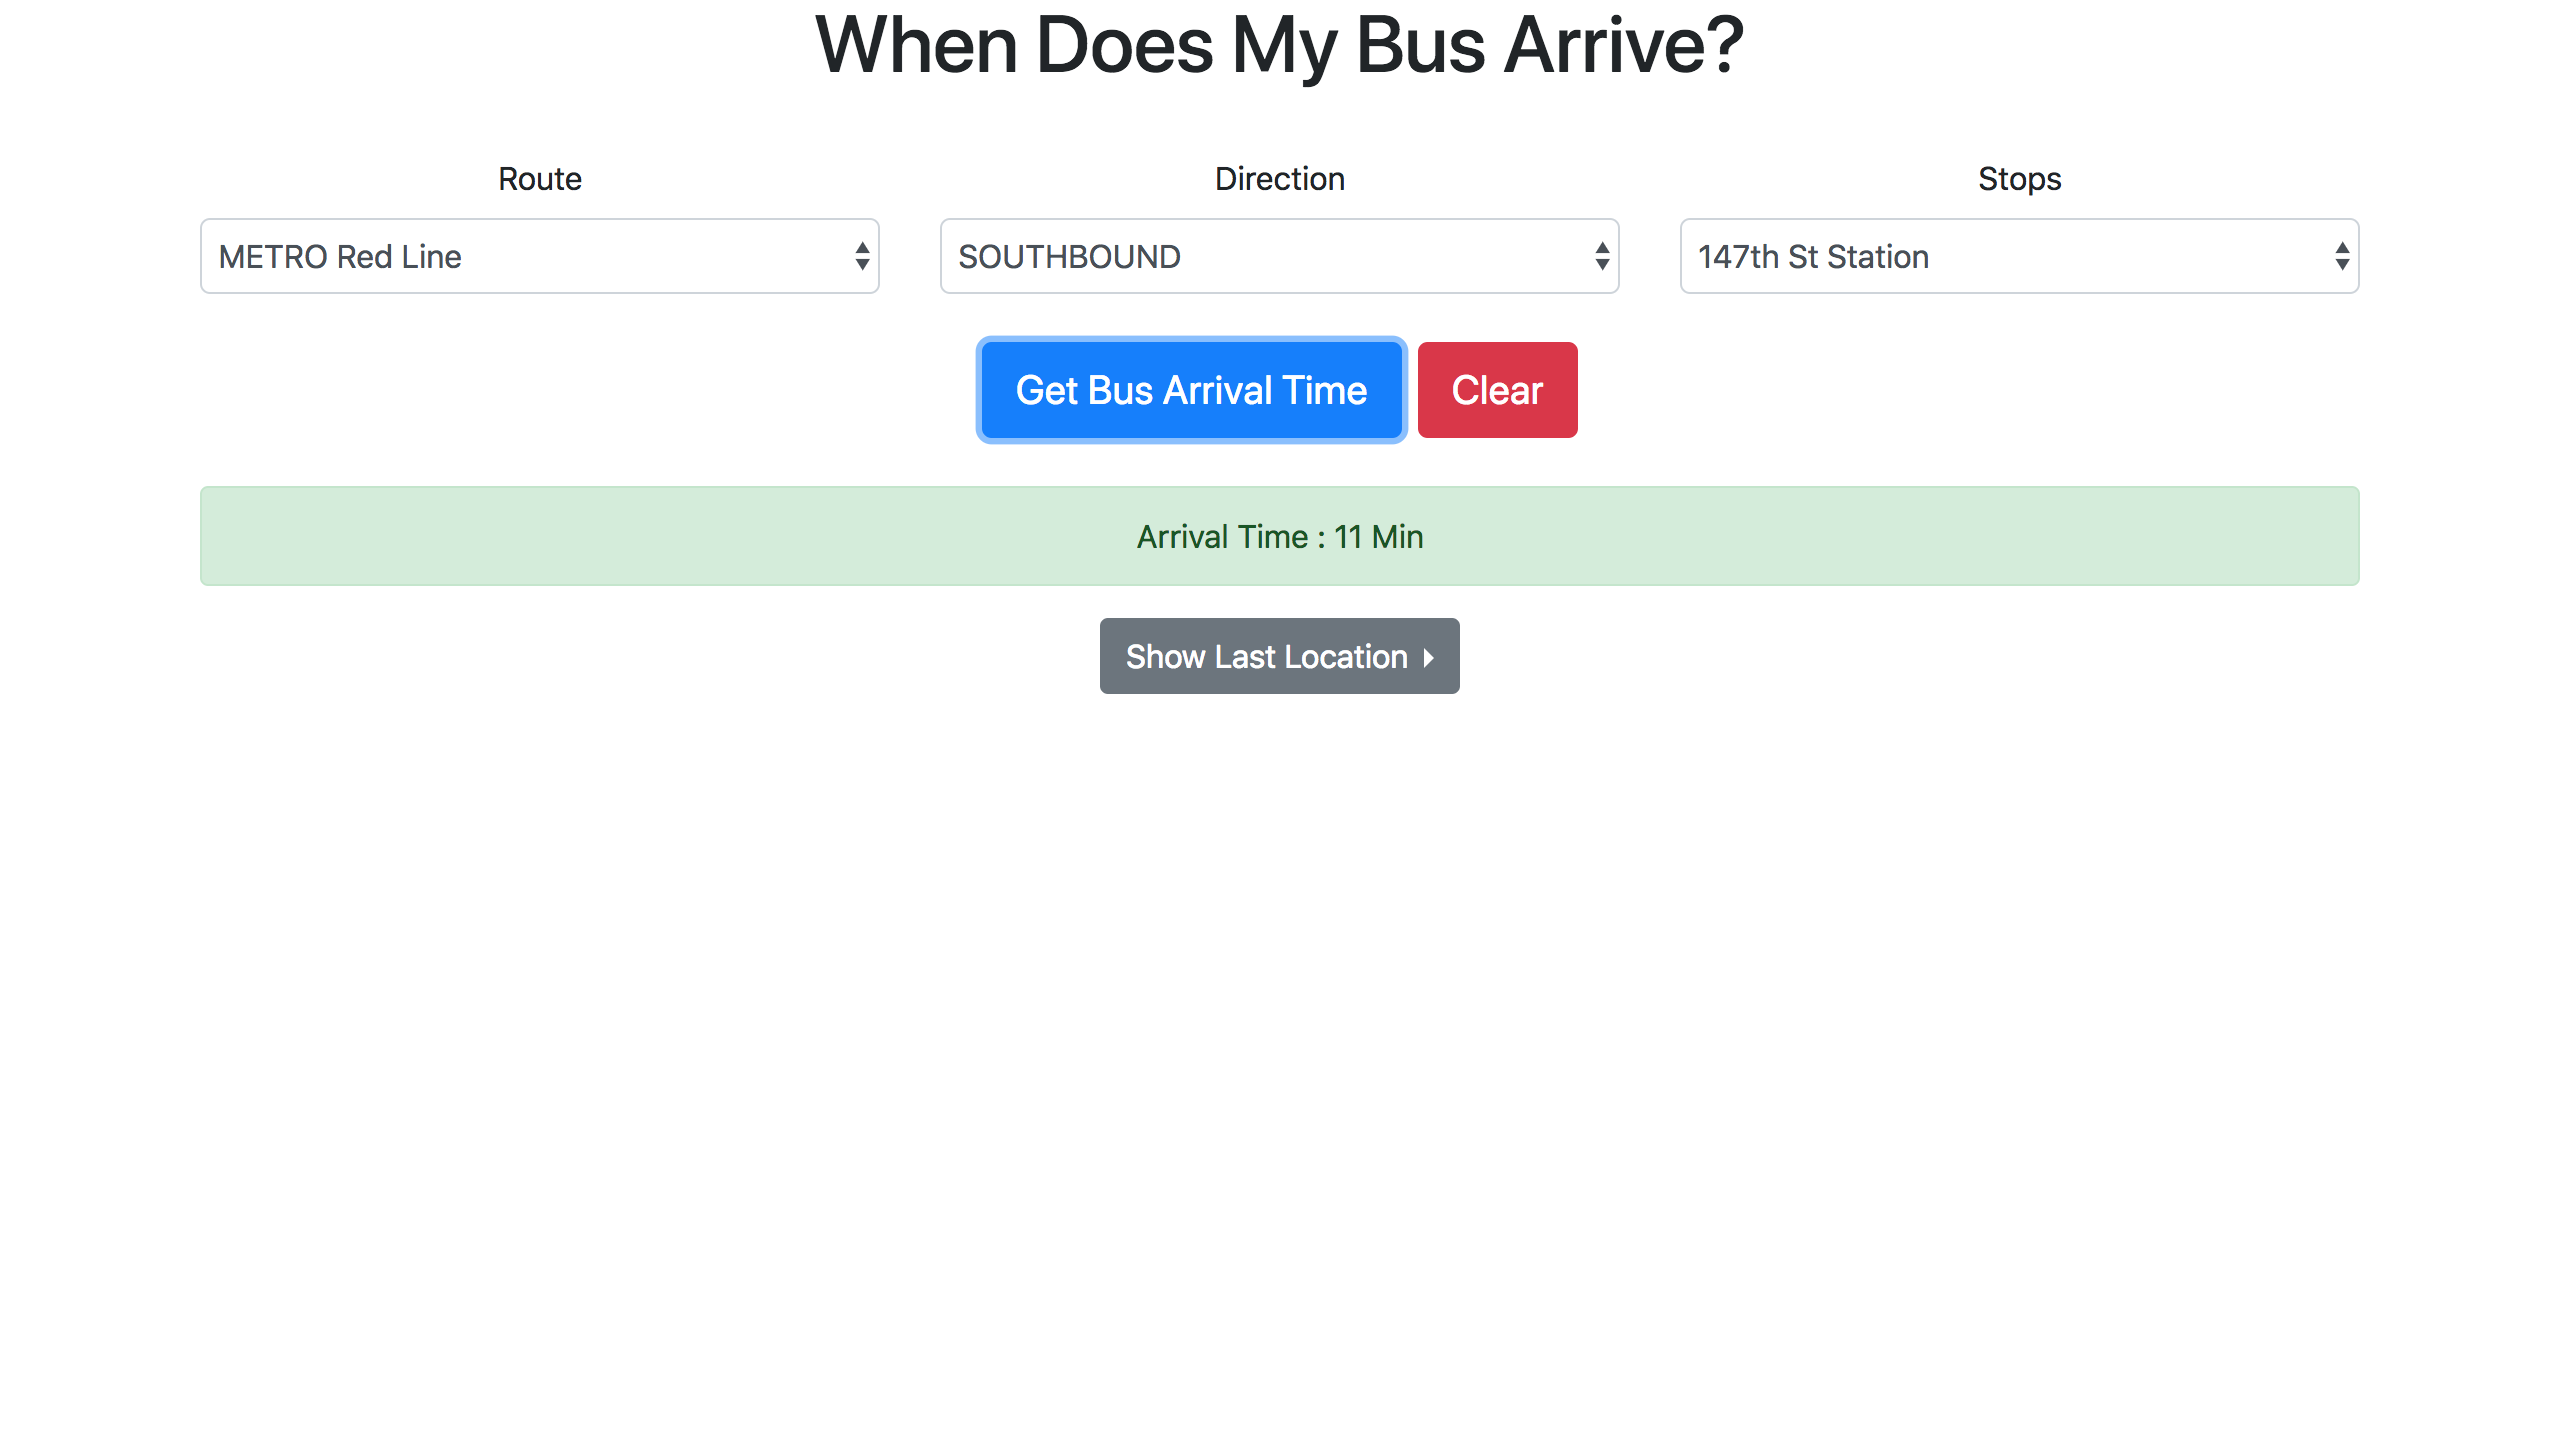 When Does My Bus Arrive?
Route
Direction
Stops
METRO Red Line
SOUTHBOUND
147th St Station
Get Bus Arrival Time
Clear
Arrival Time : 11 Min
Show Last Location